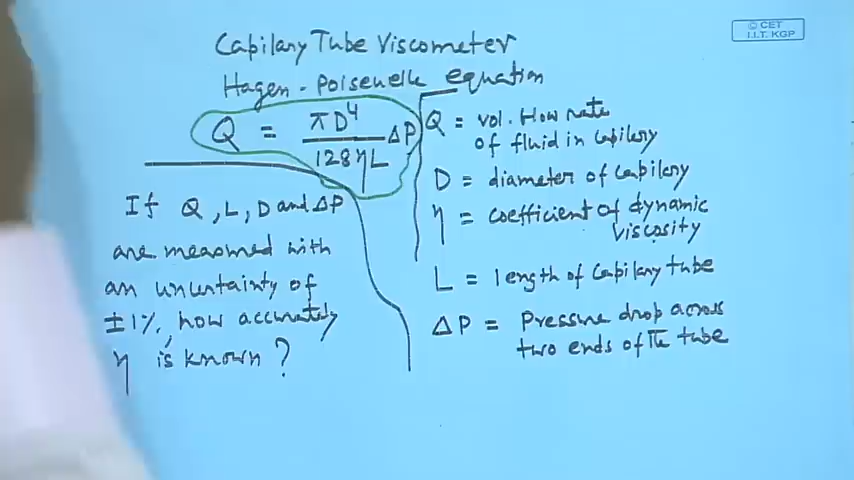 © CET
I.I.T. KGP
Capilary Tube Viscometer
Hagen - Poiseuelle equation
Q = πD⁴/128ηL ΔP
If Q, L, D and ΔP
are measured with
an uncertainty of
±1%, how accurately
η is known?
Q = vol. flow rate
of fluid in capilary
D = diameter of capilary
η = coefficient of dynamic
viscosity
L = length of capilary tube
ΔP = Pressure drop across
two ends of the tube